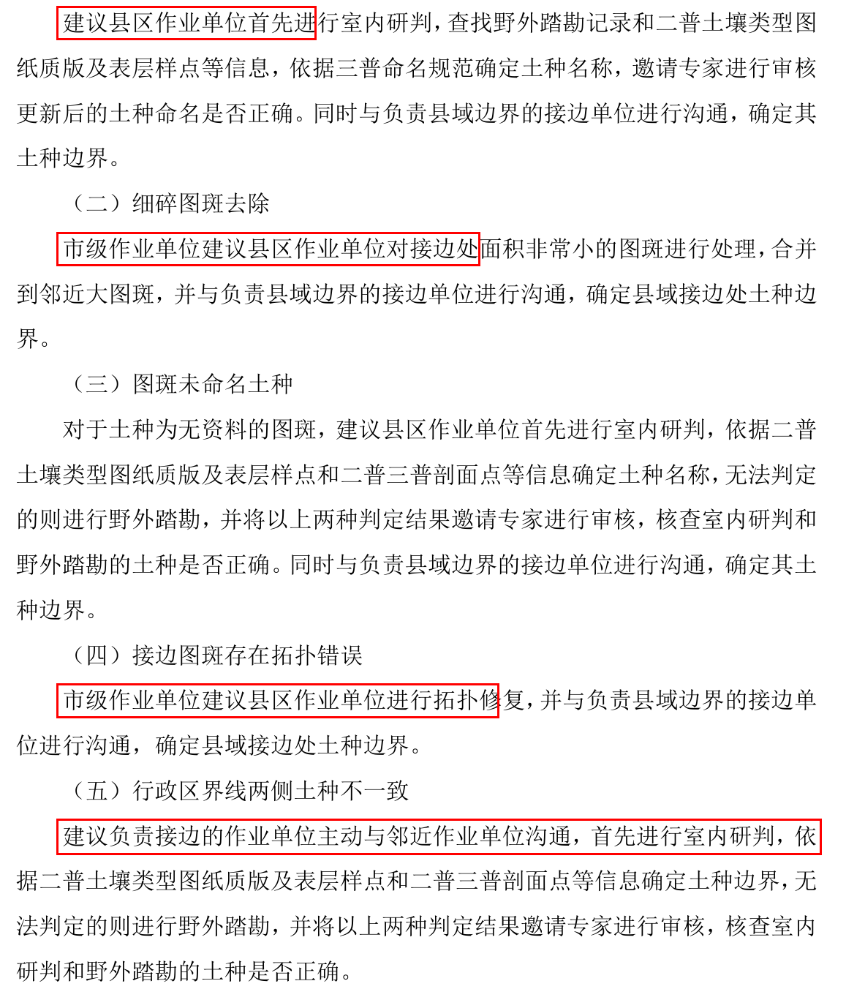 建议县区作业单位首先进行室内研判，查找野外踏勘记录和二普土壤类型图
纸质版及表层样点等信息，依据三普命名规范确定土种名称，邀请专家进行审核
更新后的土种命名是否正确。同时与负责县域边界的接边单位进行沟通，确定其
土种边界。
（二）细碎图斑去除
市级作业单位建议县区作业单位对接边处面积非常小的图斑进行处理，合并
到邻近大图斑，并与负责县域边界的接边单位进行沟通，确定县域接边处土种边
界。
（三）图斑未命名土种
对于土种为无资料的图斑，建议县区作业单位首先进行室内研判，依据二普
土壤类型图纸质版及表层样点和二普三普剖面点等信息确定土种名称，无法判定
的则进行野外踏勘，并将以上两种判定结果邀请专家进行审核，核查室内研判和
野外踏勘的土种是否正确。同时与负责县域边界的接边单位进行沟通，确定其土
种边界。
（四）接边图斑存在拓扑错误
市级作业单位建议县区作业单位进行拓扑修复，并与负责县域边界的接边单
位进行沟通，确定县域接边处土种边界。
（五）行政区界线两侧土种不一致
建议负责接边的作业单位主动与邻近作业单位沟通，首先进行室内研判，依
据二普土壤类型图纸质版及表层样点和二普三普剖面点等信息确定土种边界，无
法判定的则进行野外踏勘，并将以上两种判定结果邀请专家进行审核，核查室内
研判和野外踏勘的土种是否正确。